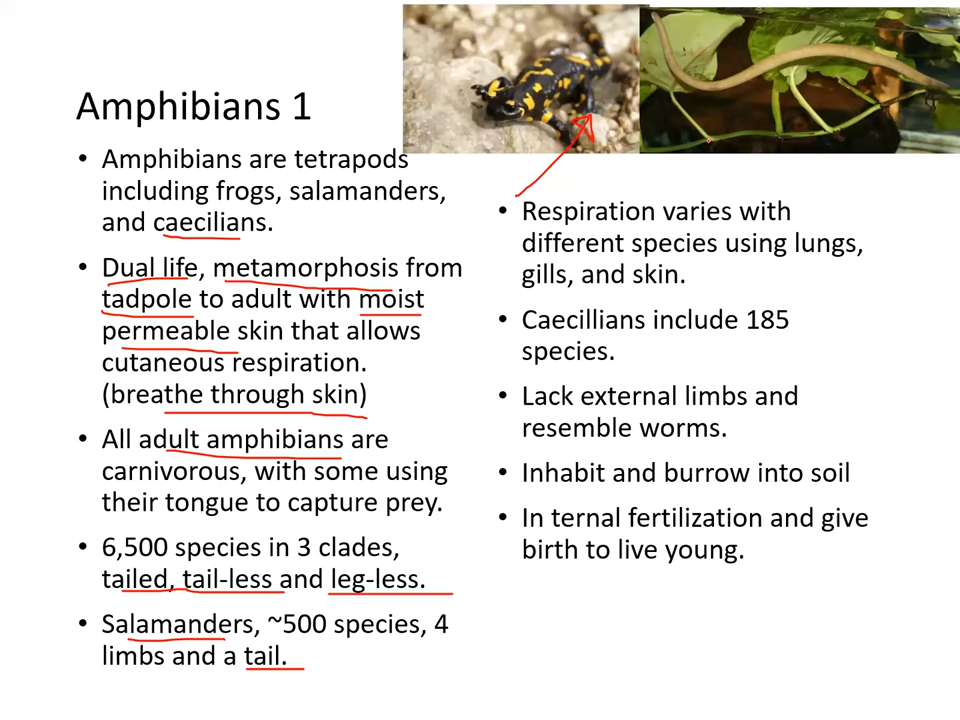 Amphibians 1
• Amphibians are tetrapods
including frogs, salamanders,
and caecilians.
• Dual life, metamorphosis from
tadpole to adult with moist
permeable skin that allows
cutaneous respiration.
(breathe through skin)
• All adult amphibians are
carnivorous, with some using
their tongue to capture prey.
• 6,500 species in 3 clades,
tailed, tail-less and leg-less.
• Salamanders, ~500 species, 4
limbs and a tail.
• Respiration varies with
different species using lungs,
gills, and skin.
• Caecillians include 185
species.
• Lack external limbs and
resemble worms.
• Inhabit and burrow into soil
• In ternal fertilization and give
birth to live young.